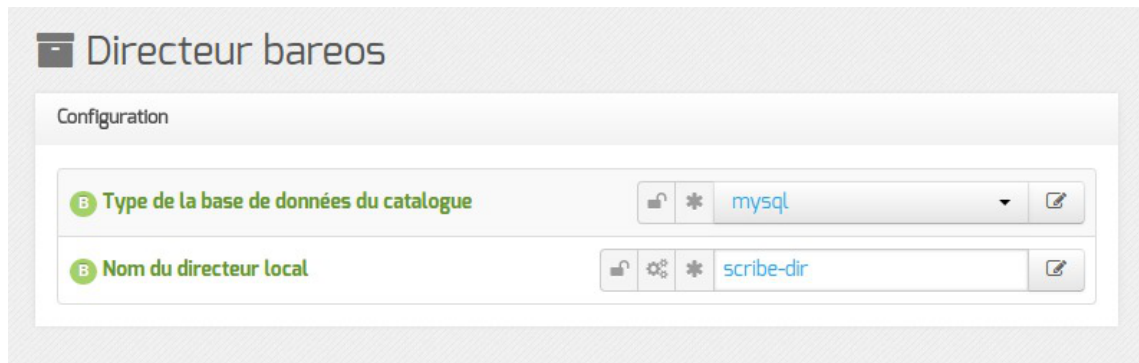 Directeur bareos
Configuration
B Type de la base de données du catalogue mysql
B Nom du directeur local scribe-dir